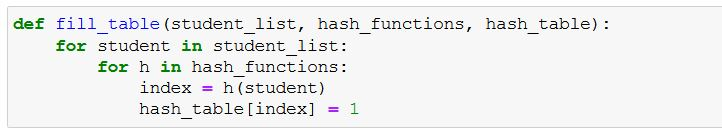 def fill_table(student_list, hash_functions, hash_table):
    for student in student_list:
        for h in hash_functions:
            index = h(student)
            hash_table[index] = 1